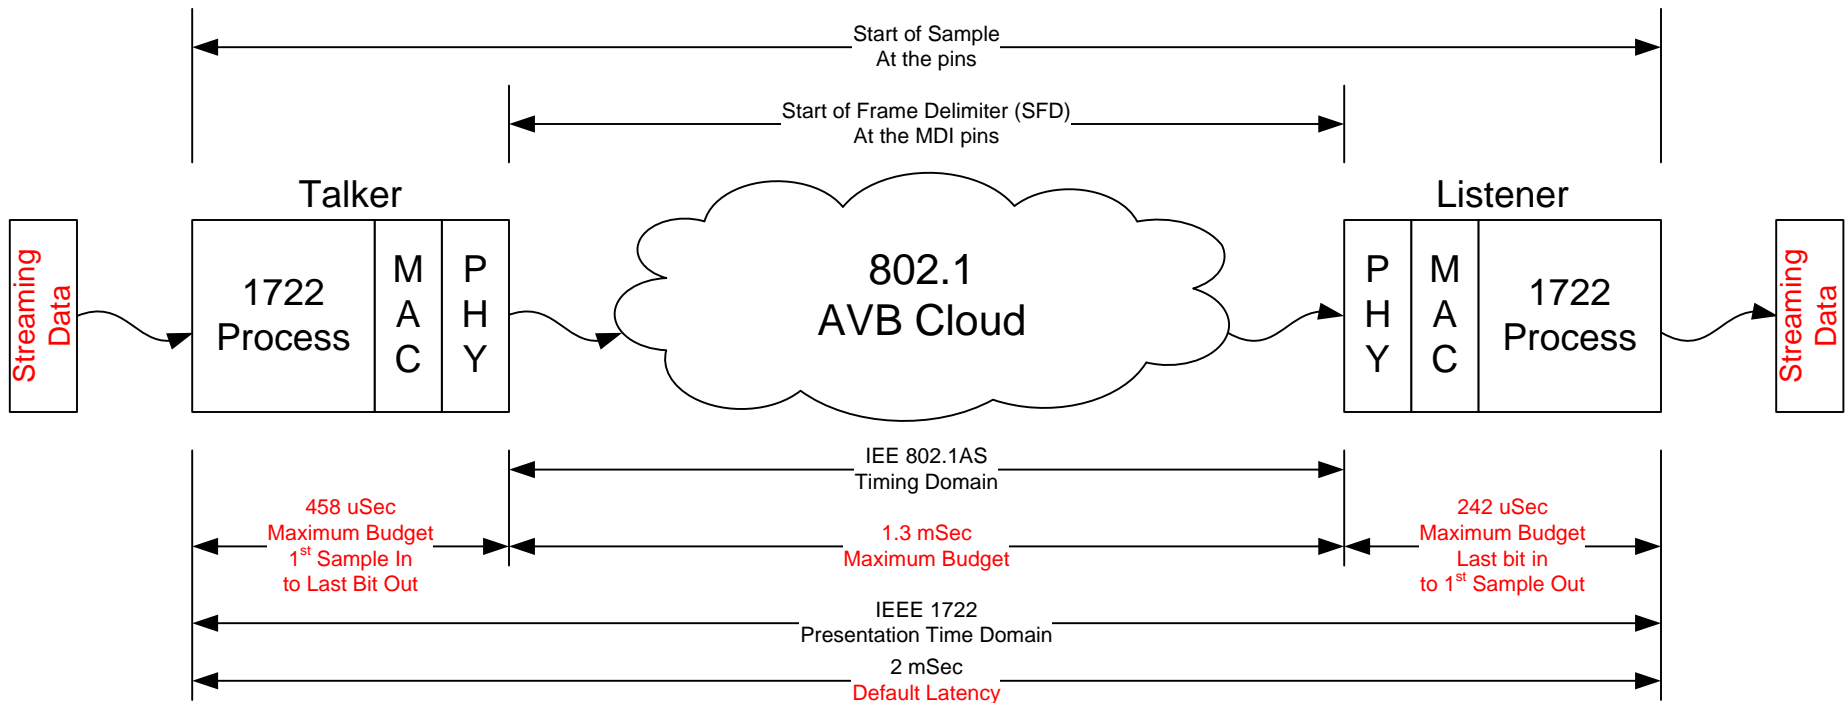 Start of Sample
At the pins
Start of Frame Delimiter (SFD)
At the MDI pins
Talker
Listener
Streaming
Data
1722
Process
M
A
C
P
H
Y
802.1
AVB Cloud
P
H
Y
M
A
C
1722
Process
Streaming
Data
IEE 802.1AS
Timing Domain
458 uSec
Maximum Budget
1st Sample In
to Last Bit Out
1.3 mSec
Maximum Budget
242 uSec
Maximum Budget
Last bit in
to 1st Sample Out
IEEE 1722
Presentation Time Domain
2 mSec
Default Latency